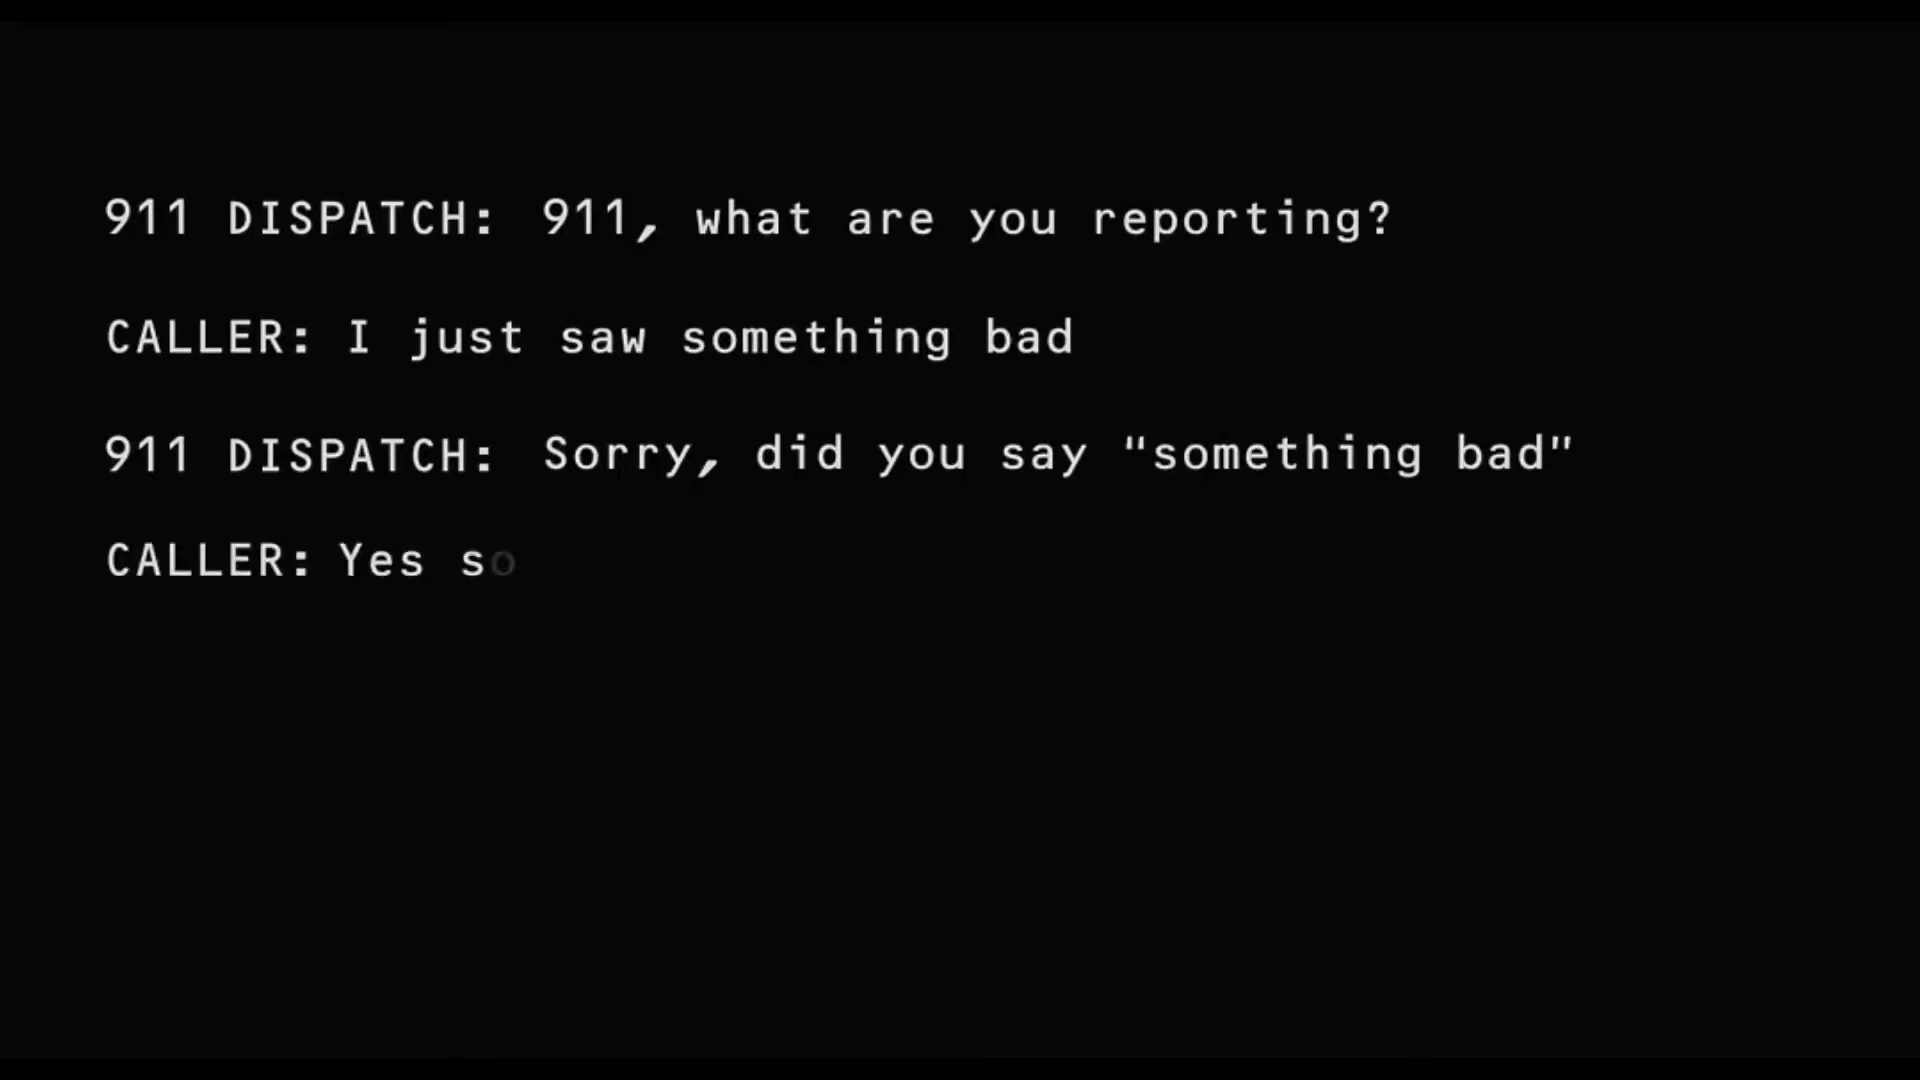 911 DISPATCH: 911, what are you reporting?
CALLER: I just saw something bad
911 DISPATCH: Sorry, did you say "something bad"
CALLER: Yes so